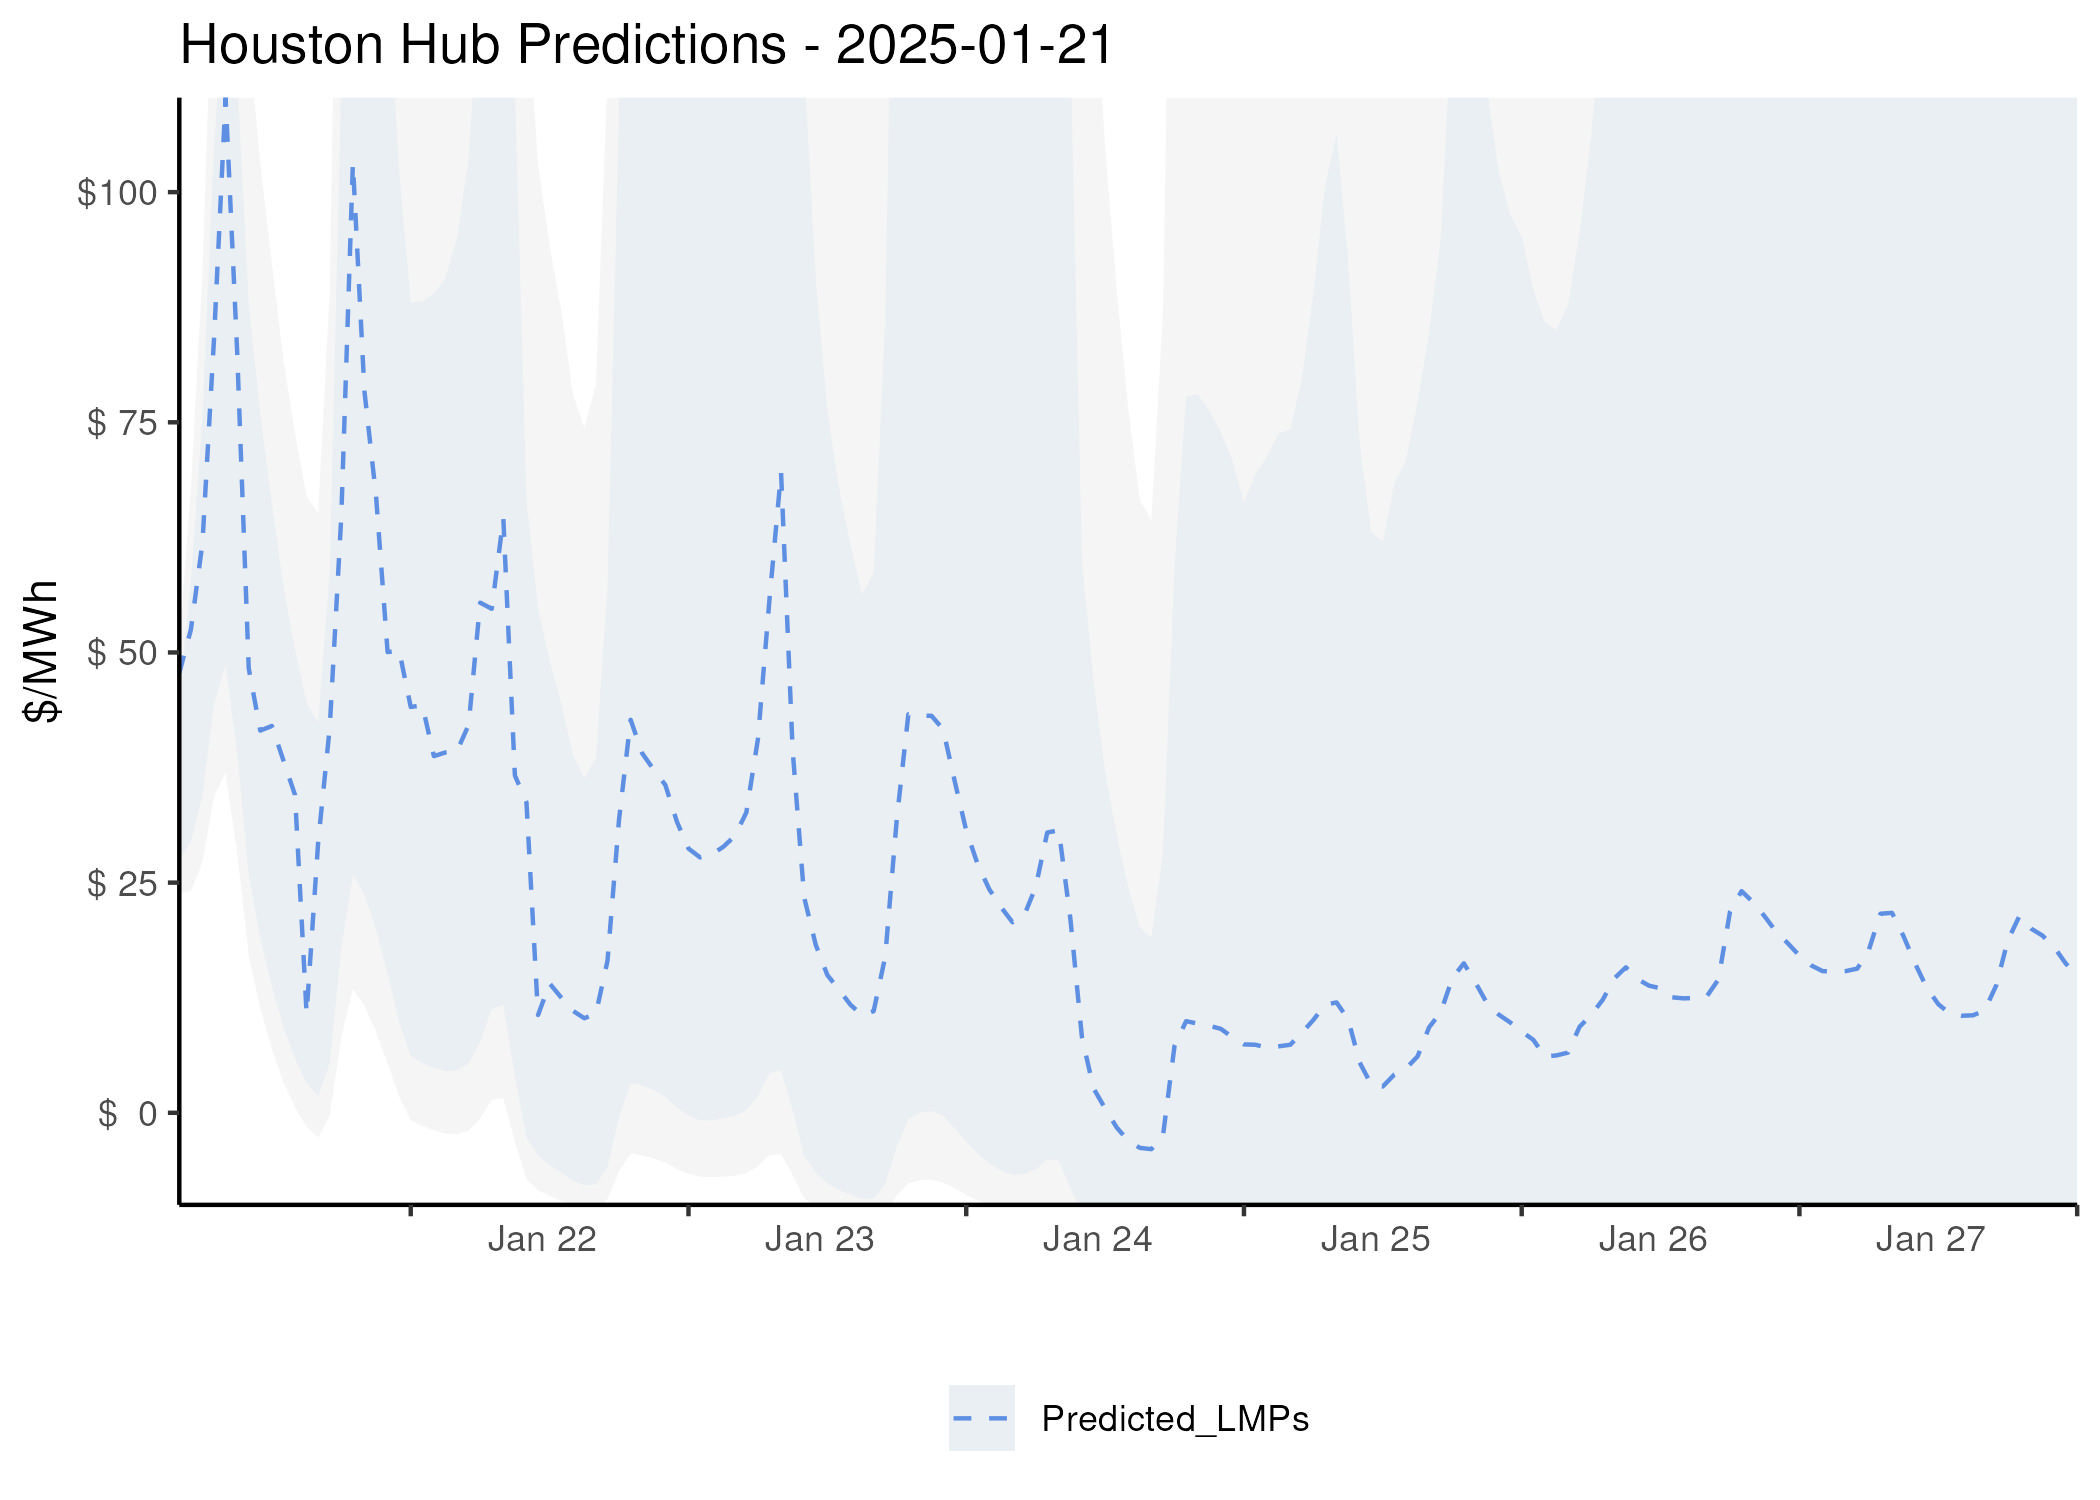 Houston Hub Predictions - 2025-01-21
$/MWh
$100
$ 75
$ 50
$ 25
$  0
Jan 22
Jan 23
Jan 24
Jan 25
Jan 26
Jan 27
Predicted_LMPs